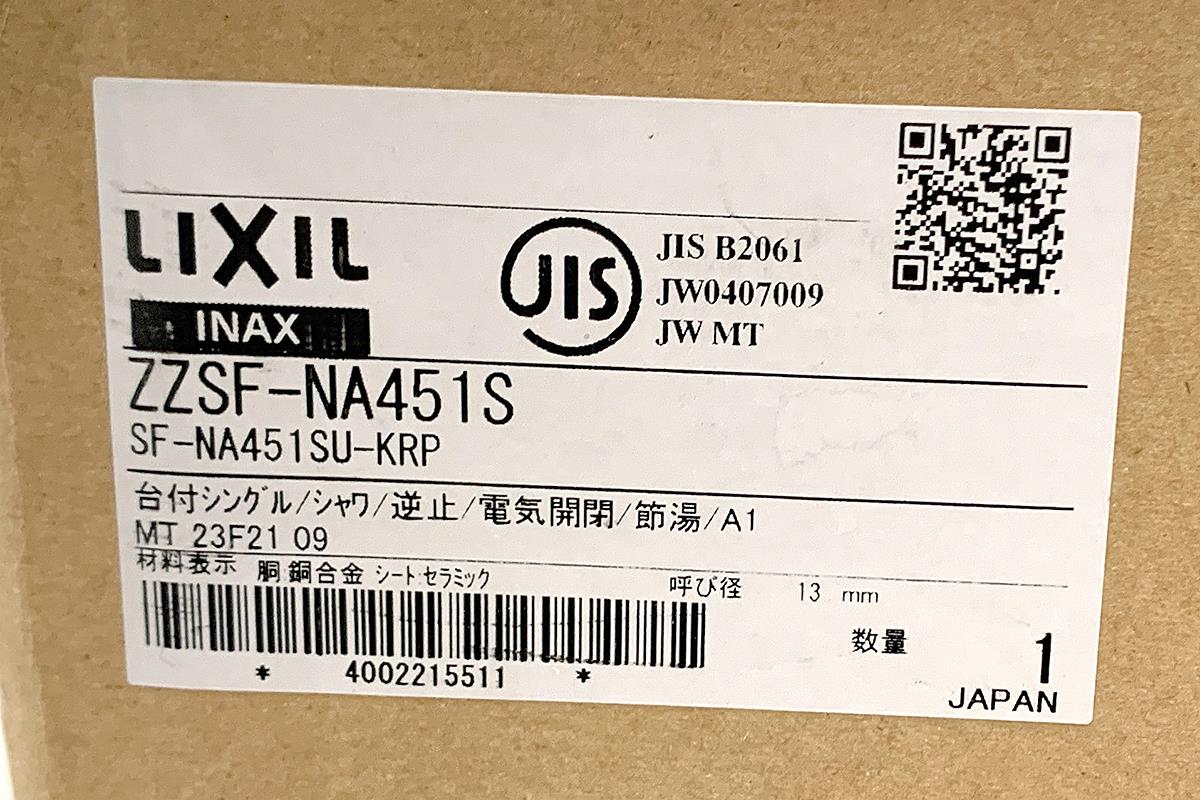 LIXIL
INAX
JIS
JIS B2061
JW0407009
JW MT
ZZSF-NA451S
SF-NA451SU-KRP
台付シングル/シャワ/逆止/電気開閉/節湯/A1
MT 23F21 09
材料表示 胴:銅合金 シート:セラミック 呼び径 13 mm
数量 1
* 4002215511 *
JAPAN